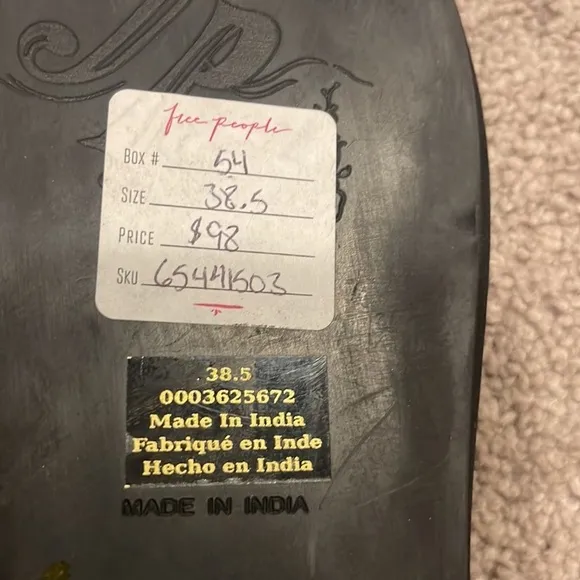 free people
BOX # 54
SIZE 38.5
PRICE $98
SKU 65441503
38.5
0003625672
Made In India
Fabriqué en Inde
Hecho en India
MADE IN INDIA